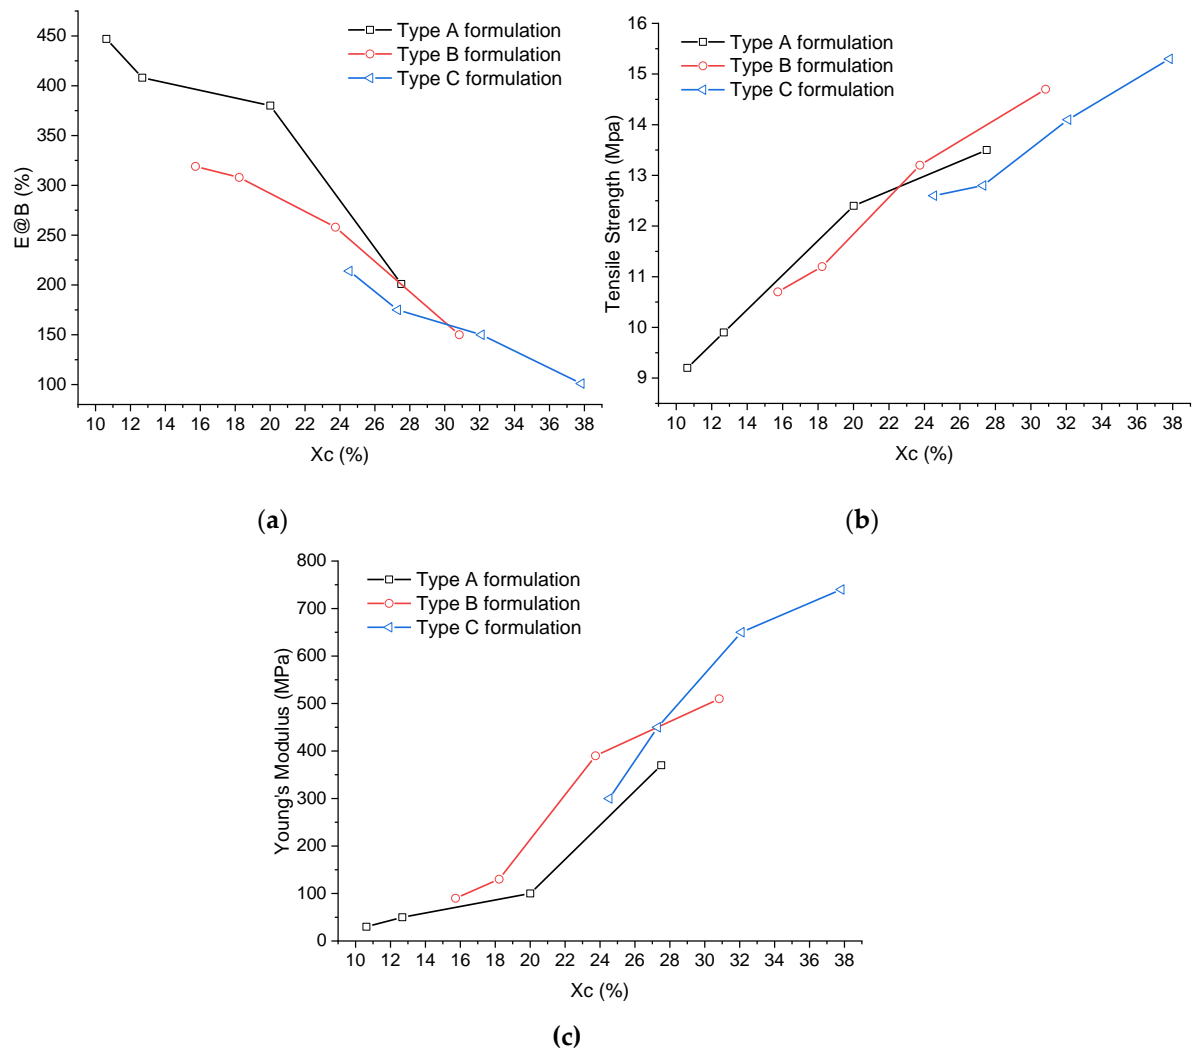 Type A formulation
Type B formulation
Type C formulation
450
400
350
300
250
200
150
100
E@B (%)
10 12 14 16 18 20 22 24 26 28 30 32 34 36 38
Xc (%)
(a)
Type A formulation
Type B formulation
Type C formulation
16
15
14
13
12
11
10
9
Tensile Strength (Mpa)
10 12 14 16 18 20 22 24 26 28 30 32 34 36 38
Xc (%)
(b)
Type A formulation
Type B formulation
Type C formulation
800
700
600
500
400
300
200
100
0
Young's Modulus (MPa)
10 12 14 16 18 20 22 24 26 28 30 32 34 36 38
Xc (%)
(c)